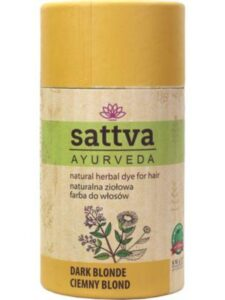 sattva
AYURVEDA
natural herbal dye for hair
naturalna ziołowa
farba do włosów
DARK BLONDE
CIEMNY BLOND